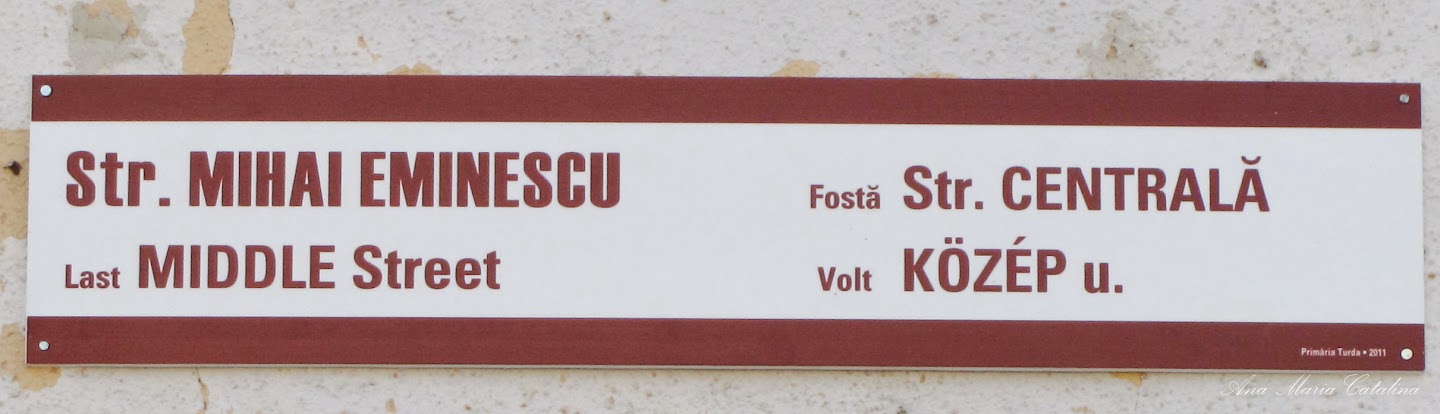 Str. MIHAI EMINESCU
Last MIDDLE Street
Fostă Str. CENTRALĂ
Volt KÖZÉP u.
Primăria Turda • 2011
Ana Maria Catalina